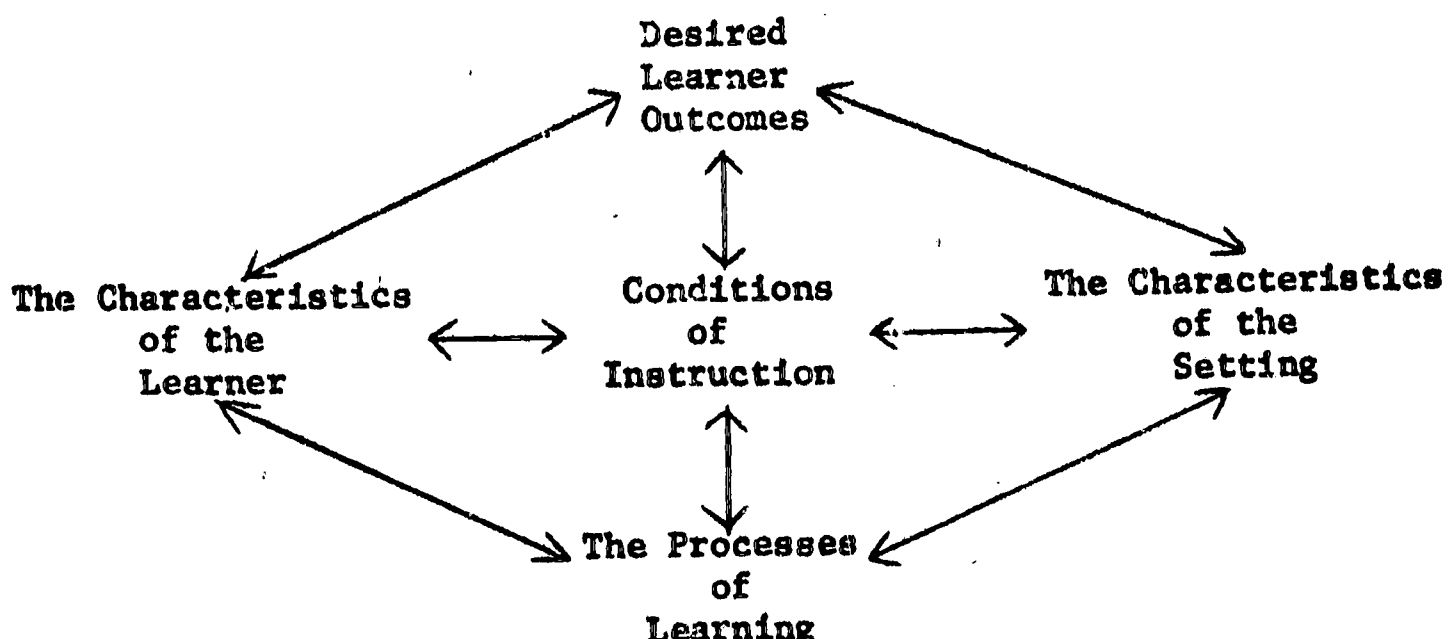 Desired
Learner
Outcomes
The Characteristics
of the
Learner
Conditions
of
Instruction
The Characteristics
of the
Setting
The Processes
of
Learning